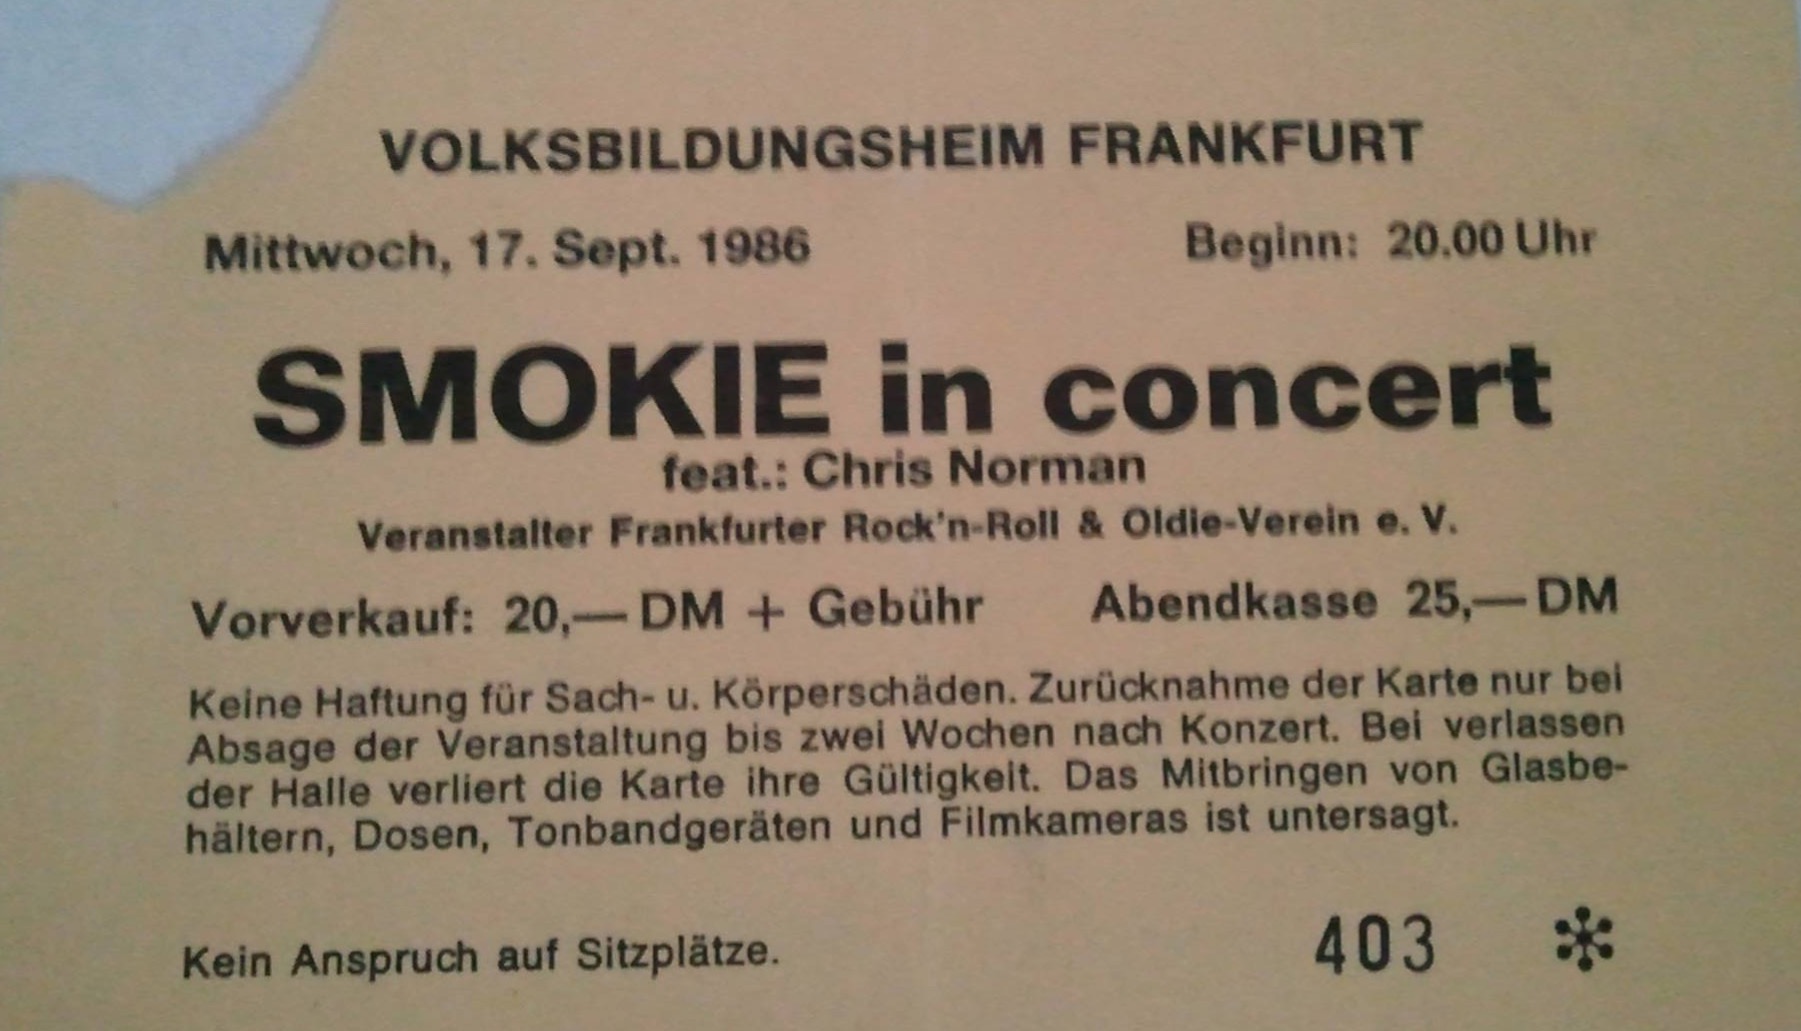 VOLKSBILDUNGSHEIM FRANKFURT
Mittwoch, 17. Sept. 1986 Beginn: 20.00 Uhr
SMOKIE in concert
feat.: Chris Norman
Veranstalter Frankfurter Rock'n-Roll & Oldie-Verein e. V.
Vorverkauf: 20,— DM + Gebühr Abendkasse 25,— DM
Keine Haftung für Sach- u. Körperschäden. Zurücknahme der Karte nur bei
Absage der Veranstaltung bis zwei Wochen nach Konzert. Bei verlassen
der Halle verliert die Karte ihre Gültigkeit. Das Mitbringen von Glasbe-
hältern, Dosen, Tonbandgeräten und Filmkameras ist untersagt.
Kein Anspruch auf Sitzplätze. 403